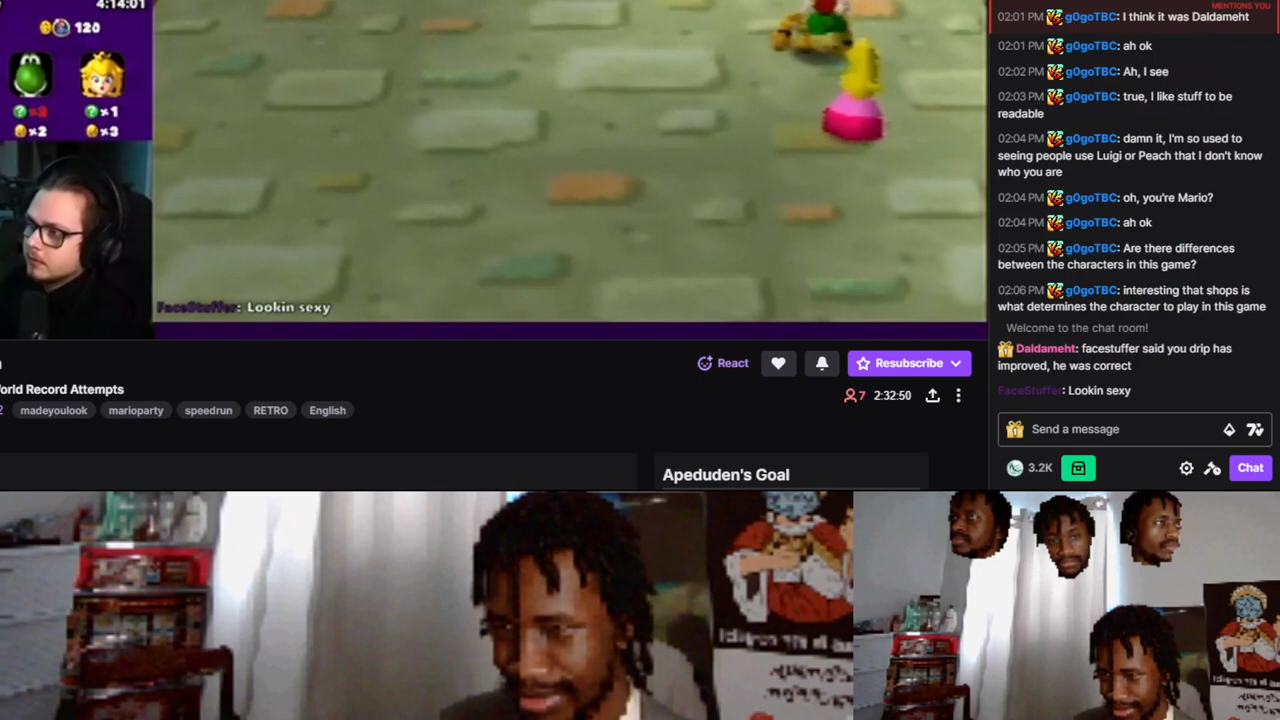 4:14:01
120
×2
×1
×2
×3
FaceStuffer: Lookin sexy
React
Resubscribe
orld Record Attempts
7 2:32:50
madeyoulook marioparty speedrun RETRO English
Apeduden's Goal
MENTIONS YOU
02:01 PM g0goTBC: I think it was Daldameht
02:01 PM g0goTBC: ah ok
02:02 PM g0goTBC: Ah, I see
02:03 PM g0goTBC: true, I like stuff to be
readable
02:04 PM g0goTBC: damn it, I'm so used to
seeing people use Luigi or Peach that I don't know
who you are
02:04 PM g0goTBC: oh, you're Mario?
02:04 PM g0goTBC: ah ok
02:05 PM g0goTBC: Are there differences
between the characters in this game?
02:06 PM g0goTBC: interesting that shops is
what determines the character to play in this game
Welcome to the chat room!
Daldameht: facestuffer said you drip has
improved, he was correct
FaceStuffer: Lookin sexy
Send a message
3.2K
Chat